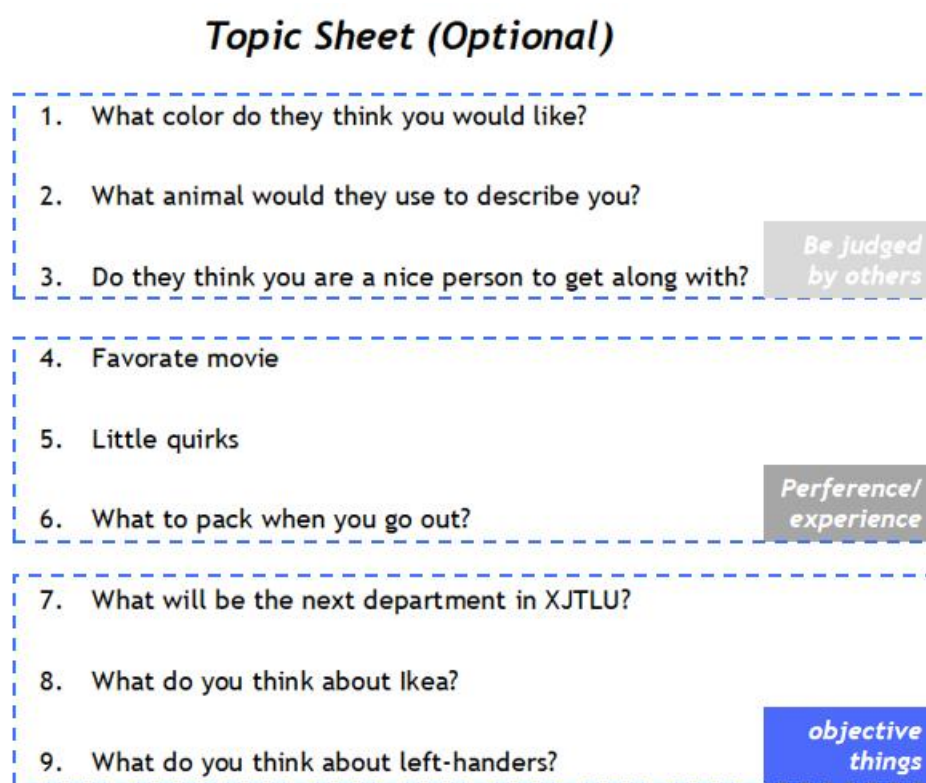 Topic Sheet (Optional)
1. What color do they think you would like?
2. What animal would they use to describe you?
3. Do they think you are a nice person to get along with?
Be judged
by others
4. Favorate movie
5. Little quirks
6. What to pack when you go out?
Perference/
experience
7. What will be the next department in XJTLU?
8. What do you think about Ikea?
9. What do you think about left-handers?
objective
things